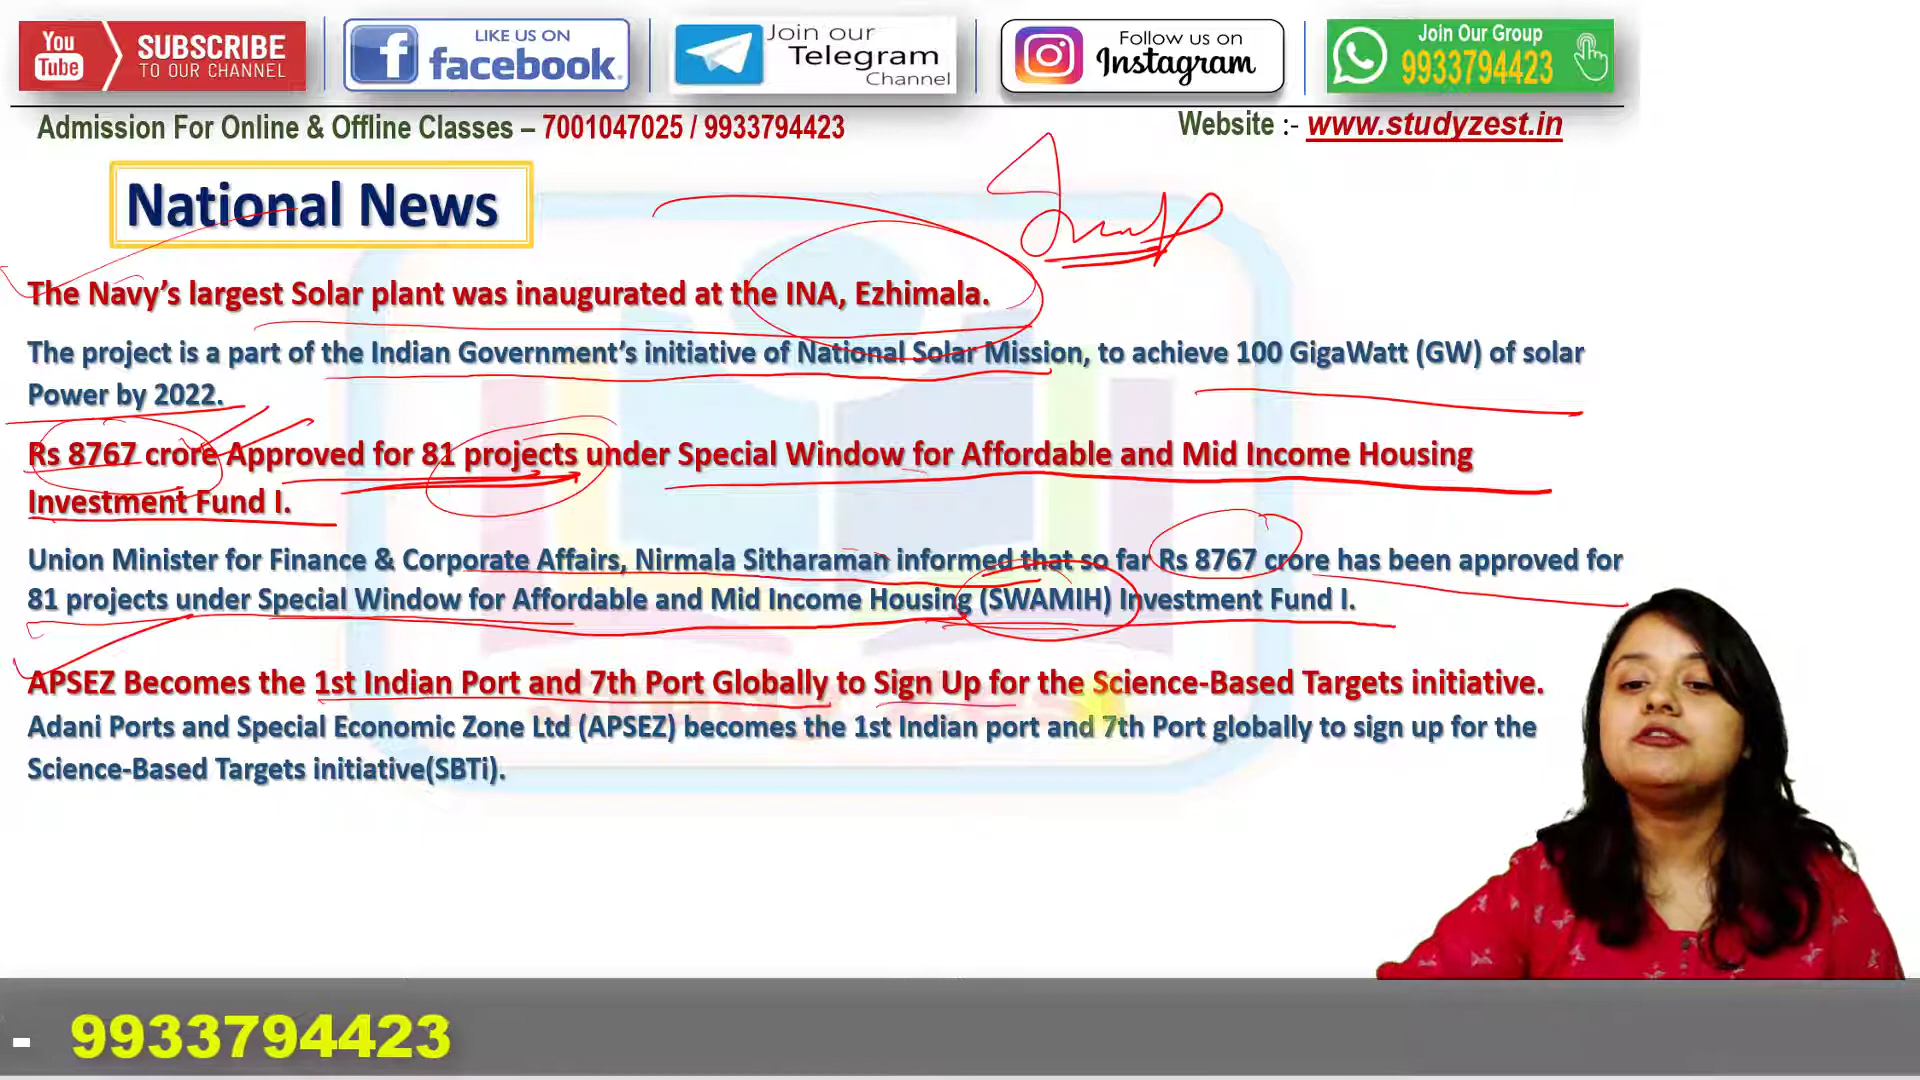 You
Tube
SUBSCRIBE
TO OUR CHANNEL
LIKE US ON
facebook.
Join our
Telegram
Channel
Follow us on
Instagram
Join Our Group
9933794423
Admission For Online & Offline Classes – 7001047025 / 9933794423
Website :- www.studyzest.in
National News
The Navy’s largest Solar plant was inaugurated at the INA, Ezhimala.
The project is a part of the Indian Government’s initiative of National Solar Mission, to achieve 100 GigaWatt (GW) of solar
Power by 2022.
Rs 8767 crore Approved for 81 projects under Special Window for Affordable and Mid Income Housing
Investment Fund I.
Union Minister for Finance & Corporate Affairs, Nirmala Sitharaman informed that so far Rs 8767 crore has been approved for
81 projects under Special Window for Affordable and Mid Income Housing (SWAMIH) Investment Fund I.
APSEZ Becomes the 1st Indian Port and 7th Port Globally to Sign Up for the Science-Based Targets initiative.
Adani Ports and Special Economic Zone Ltd (APSEZ) becomes the 1st Indian port and 7th Port globally to sign up for the
Science-Based Targets initiative(SBTi).
- 9933794423